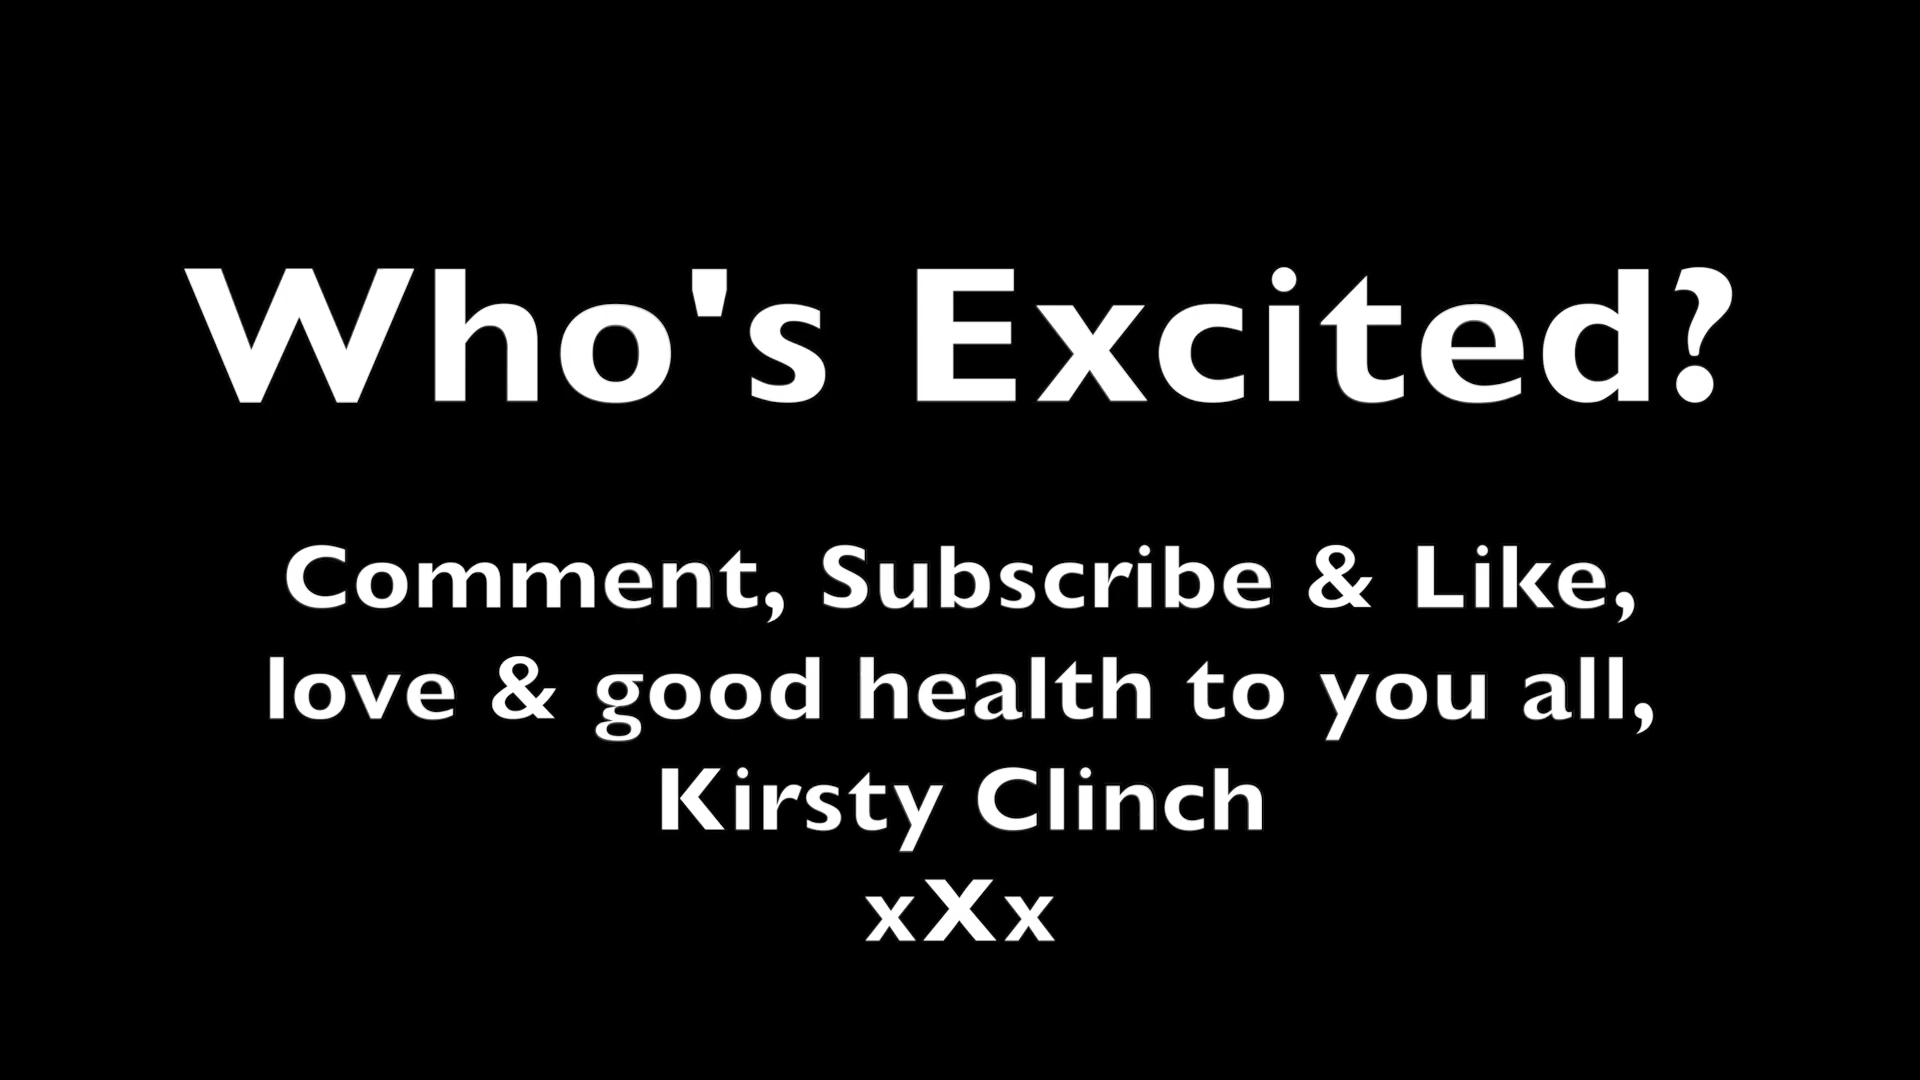 Who's Excited?
Comment, Subscribe & Like,
love & good health to you all,
Kirsty Clinch
xXx